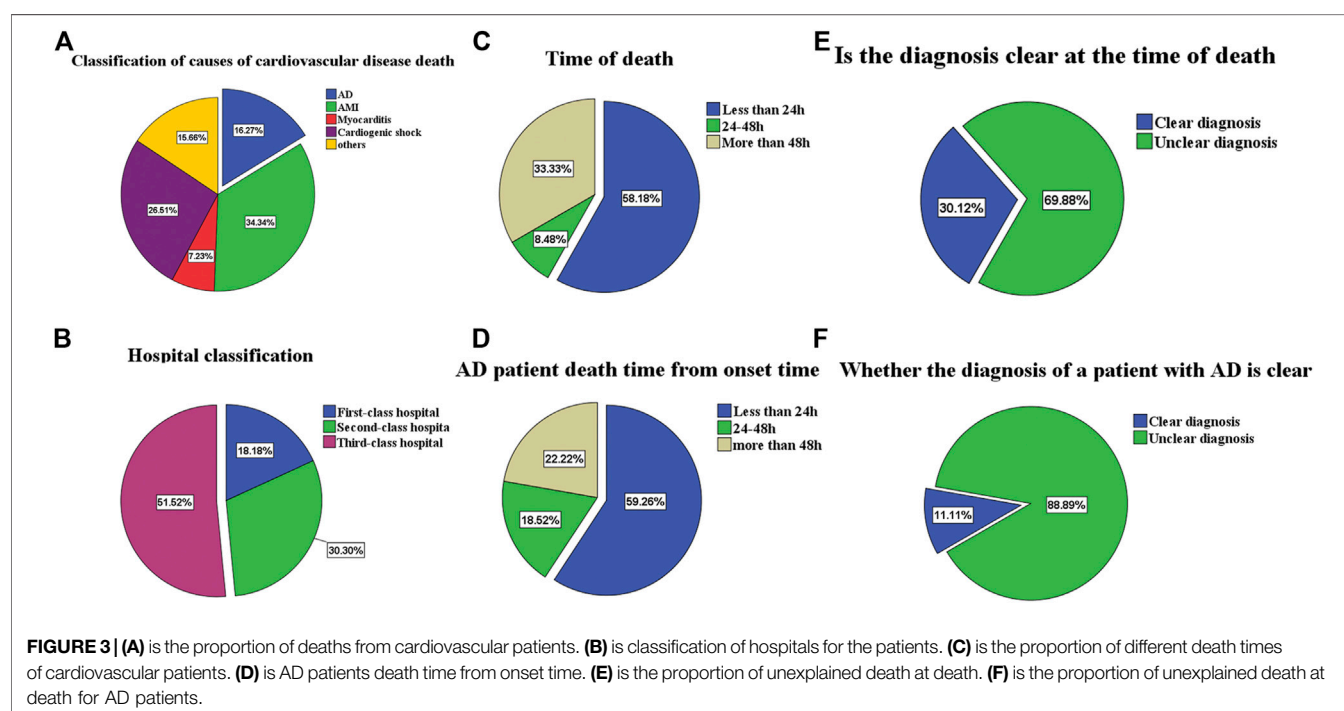 A
Classification of causes of cardiovascular disease death
AD
AMI
Myocarditis
Cardiogenic shock
others
15.66%
16.27%
26.51%
34.34%
7.23%
B
Hospital classification
First-class hospital
Second-class hospita
Third-class hospital
18.18%
51.52%
30.30%
C
Time of death
Less than 24h
24-48h
More than 48h
33.33%
58.18%
8.48%
D
AD patient death time from onset time
Less than 24h
24-48h
more than 48h
22.22%
59.26%
18.52%
E
Is the diagnosis clear at the time of death
Clear diagnosis
Unclear diagnosis
30.12%
69.88%
F
Whether the diagnosis of a patient with AD is clear
Clear diagnosis
Unclear diagnosis
11.11%
88.89%
FIGURE 3 | (A) is the proportion of deaths from cardiovascular patients. (B) is classification of hospitals for the patients. (C) is the proportion of different death times
of cardiovascular patients. (D) is AD patients death time from onset time. (E) is the proportion of unexplained death at death. (F) is the proportion of unexplained death at
death for AD patients.